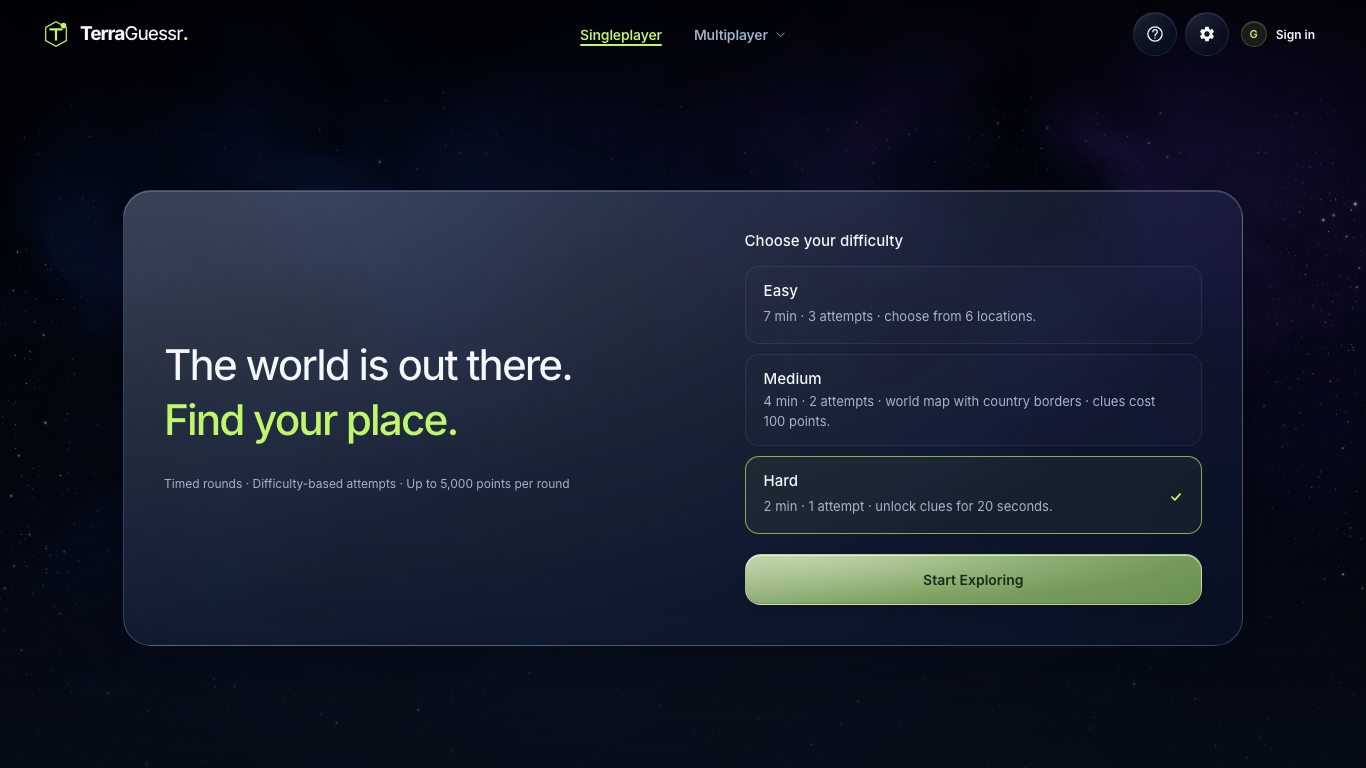 TerraGuessr.
Singleplayer
Multiplayer
G
Sign in
The world is out there.
Find your place.
Timed rounds · Difficulty-based attempts · Up to 5,000 points per round
Choose your difficulty
Easy
7 min · 3 attempts · choose from 6 locations.
Medium
4 min · 2 attempts · world map with country borders · clues cost
100 points.
Hard
2 min · 1 attempt · unlock clues for 20 seconds.
Start Exploring